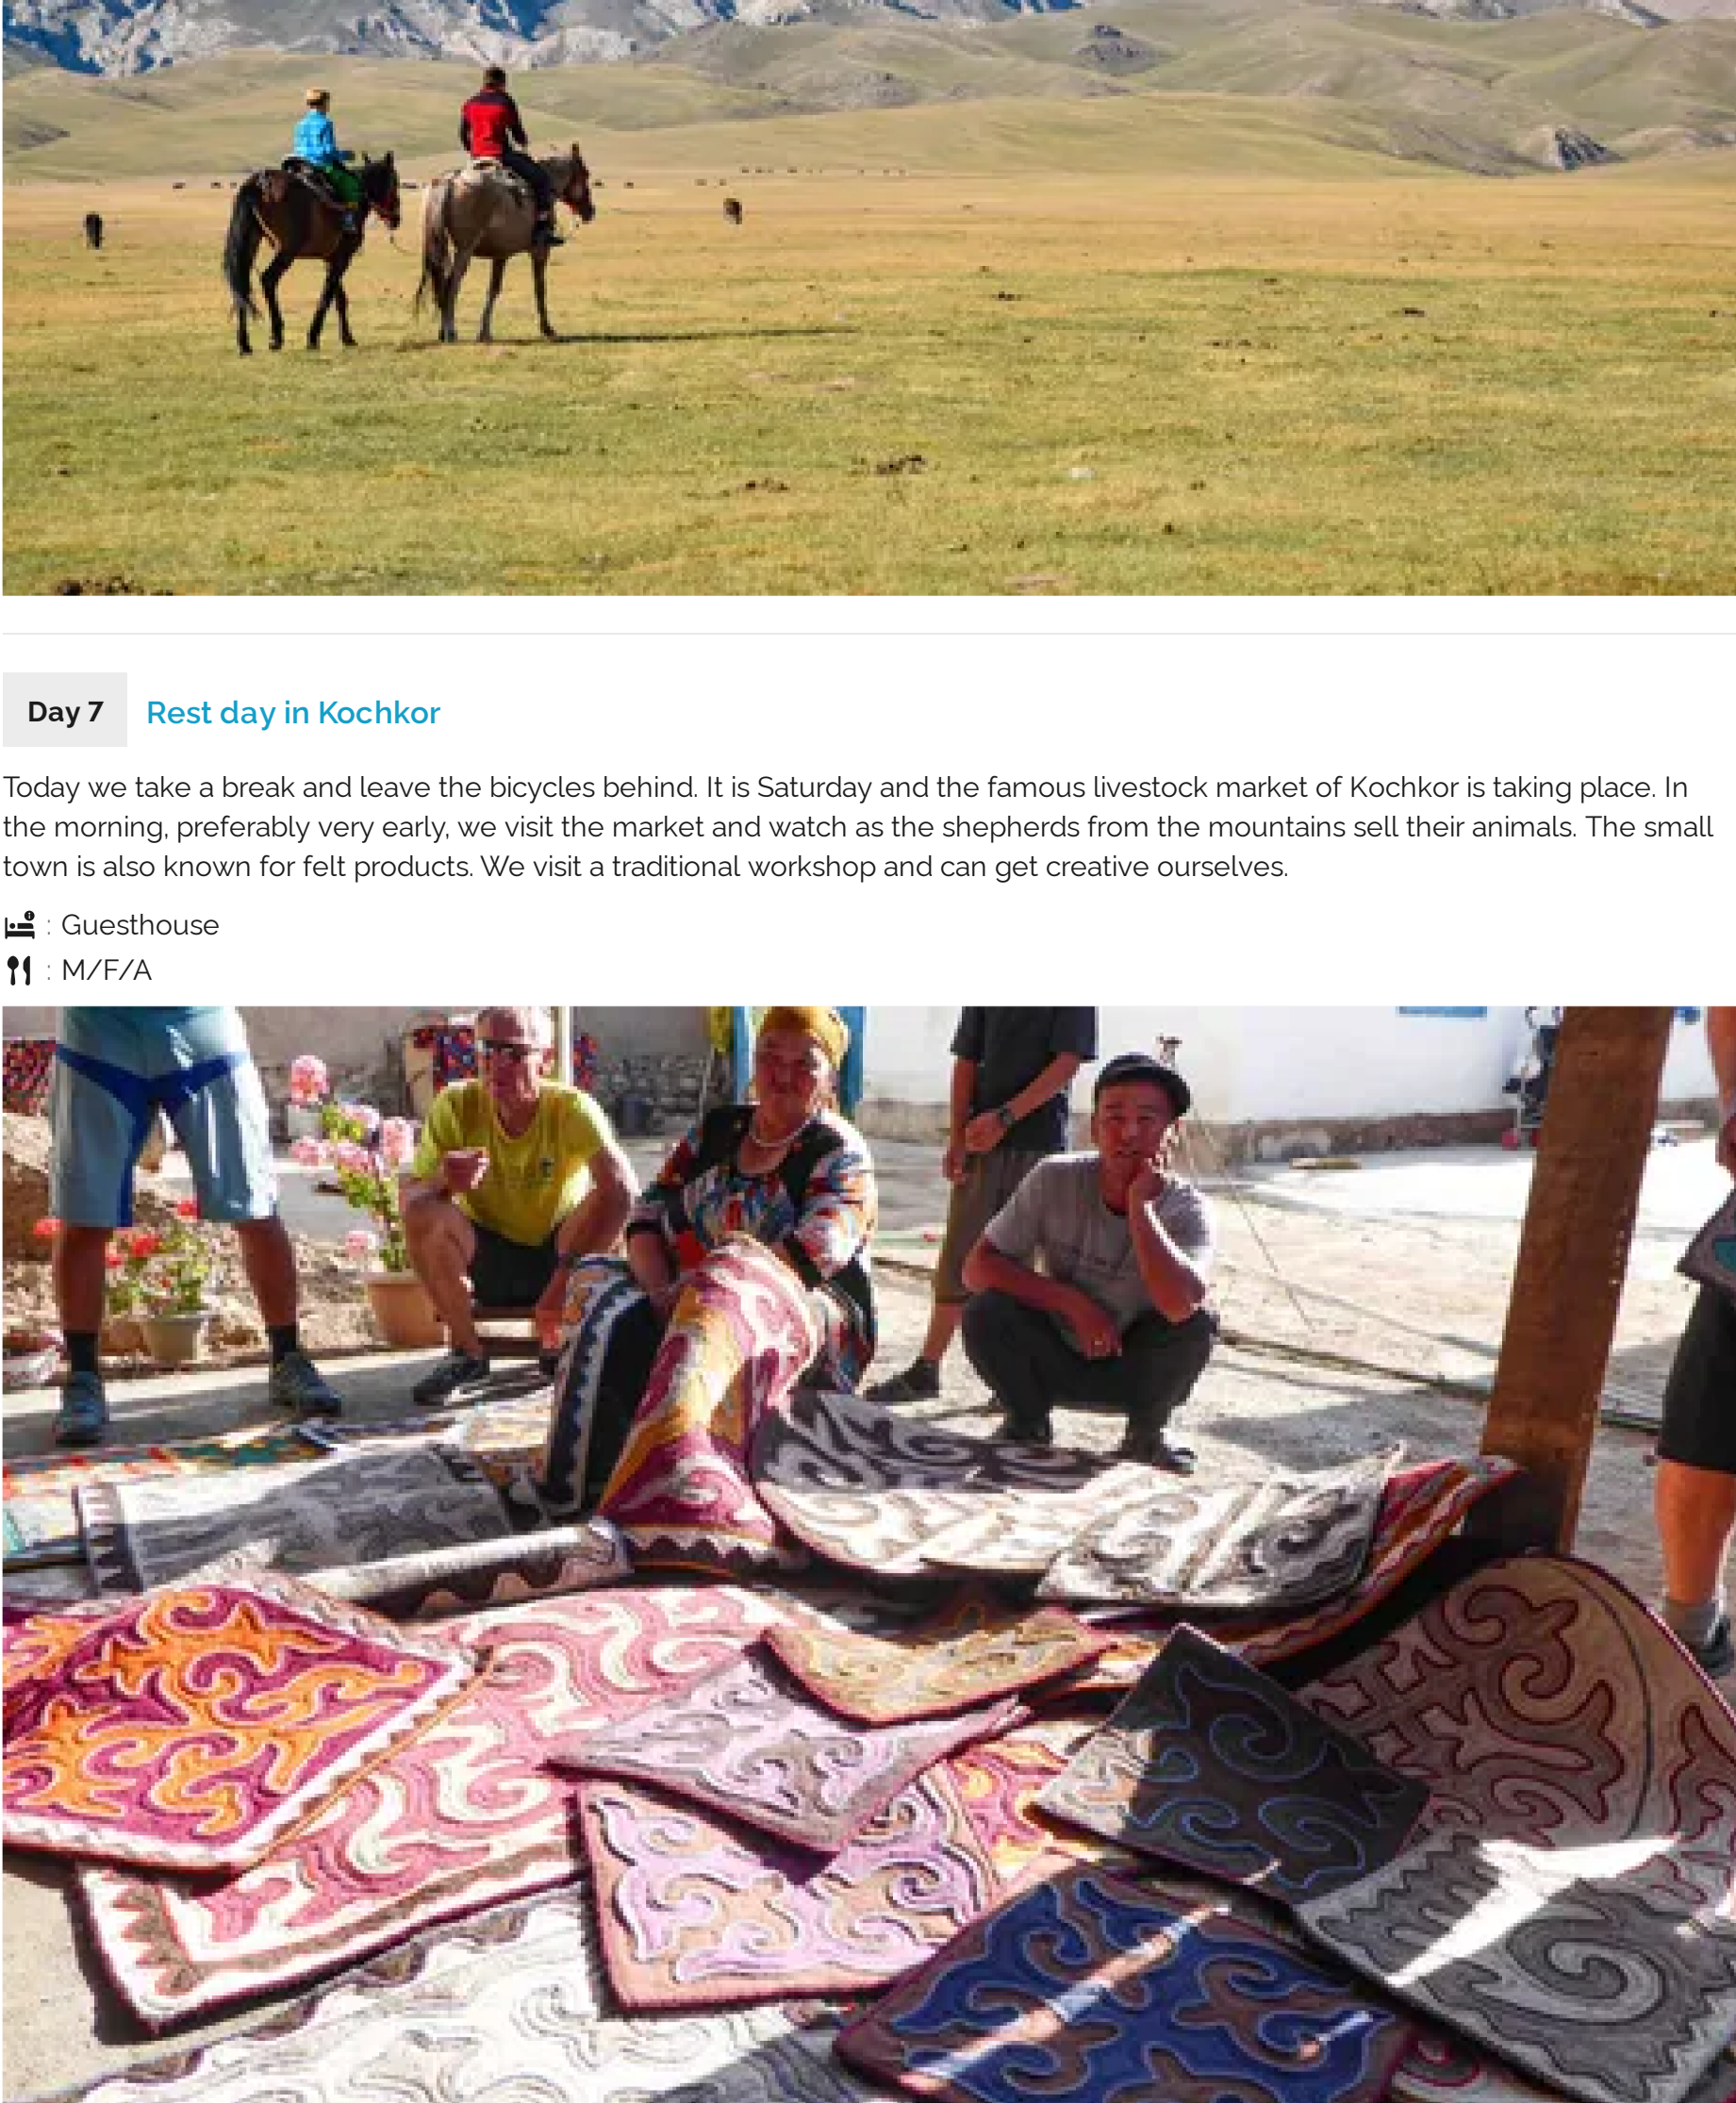 Day 7
Rest day in Kochkor
Today we take a break and leave the bicycles behind. It is Saturday and the famous livestock market of Kochkor is taking place. In
the morning, preferably very early, we visit the market and watch as the shepherds from the mountains sell their animals. The small
town is also known for felt products. We visit a traditional workshop and can get creative ourselves.
: Guesthouse
: M/F/A